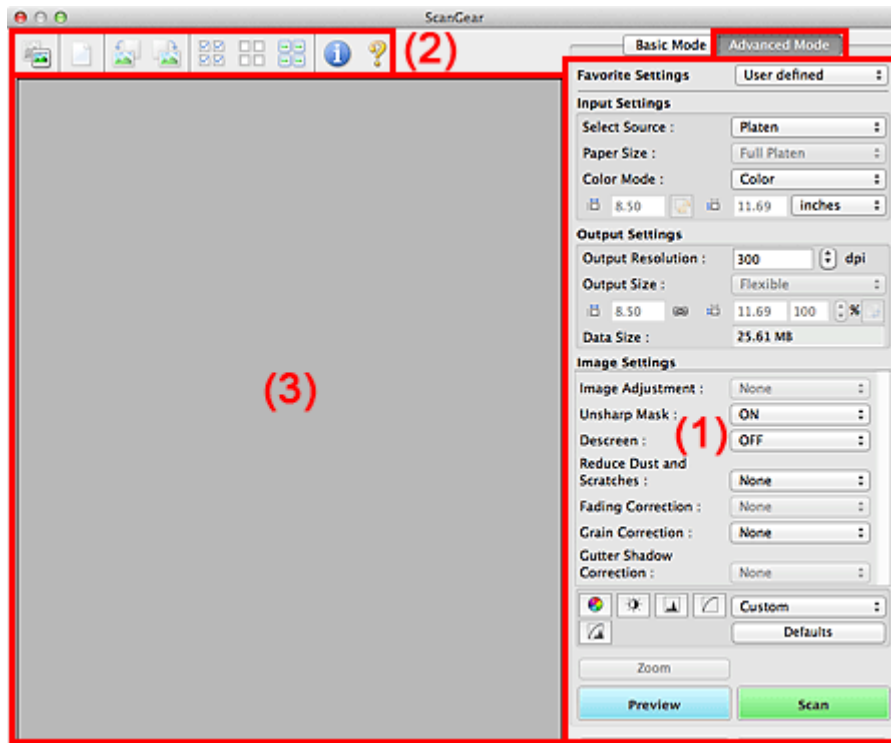 ScanGear
(2)
Basic Mode Advanced Mode
Favorite Settings User defined
Input Settings
Select Source : Platen
Paper Size : Full Platen
Color Mode : Color
8.50 11.69 inches
Output Settings
Output Resolution : 300 dpi
Output Size : Flexible
8.50 11.69 100 %
Data Size : 25.61 MB
Image Settings
(3)
Image Adjustment : None
Unsharp Mask : ON
(1)
Descreen : OFF
Reduce Dust and
Scratches : None
Fading Correction : None
Grain Correction : None
Gutter Shadow
Correction : None
Custom
Defaults
Zoom
Preview Scan